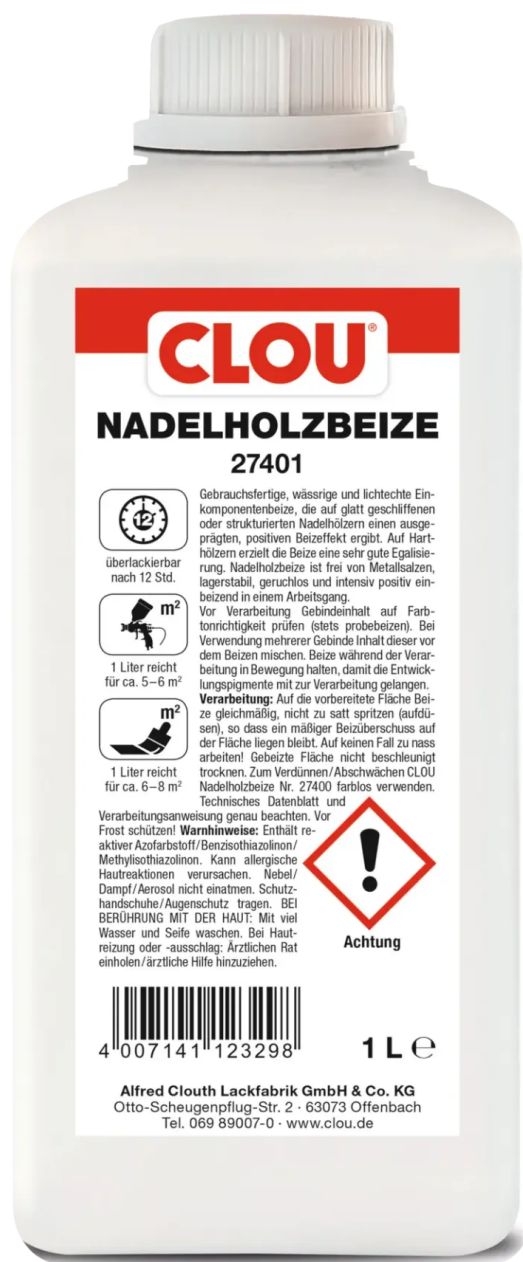 CLOU®
NADELHOLZBEIZE
27401
12
überlackierbar
nach 12 Std.
m²
1 Liter reicht
für ca. 5–6 m²
m²
1 Liter reicht
für ca. 6–8 m²
Gebrauchsfertige, wässrige und lichtechte Ein-
komponentenbeize, die auf glatt geschliffenen
oder strukturierten Nadelhölzern einen ausge-
prägten, positiven Beizeffekt ergibt. Auf Hart-
hölzern erzielt die Beize eine sehr gute Egalisie-
rung. Nadelholzbeize ist frei von Metallsalzen,
lagerstabil, geruchlos und intensiv positiv ein-
beizend in einem Arbeitsgang.
Vor Verarbeitung Gebindeinhalt auf Farb-
tonrichtigkeit prüfen (stets probebeizen). Bei
Verwendung mehrerer Gebinde Inhalt dieser vor
dem Beizen mischen. Beize während der Verar-
beitung in Bewegung halten, damit die Entwick-
lungspigmente mit zur Verarbeitung gelangen.
Verarbeitung: Auf die vorbereitete Fläche Bei-
ze gleichmäßig, nicht zu satt spritzen (aufdü-
sen), so dass ein mäßiger Beizüberschuss auf
der Fläche liegen bleibt. Auf keinen Fall zu nass
arbeiten! Gebeizte Fläche nicht beschleunigt
trocknen. Zum Verdünnen/Abschwächen CLOU
Nadelholzbeize Nr. 27400 farblos verwenden.
Technisches Datenblatt und
Verarbeitungsanweisung genau beachten. Vor
Frost schützen! Warnhinweise: Enthält re-
aktiver Azofarbstoff/Benzisothiazolinon/
Methylisothiazolinon. Kann allergische
Hautreaktionen verursachen. Nebel/
Dampf/Aerosol nicht einatmen. Schutz-
handschuhe/Augenschutz tragen. BEI
BERÜHRUNG MIT DER HAUT: Mit viel
Wasser und Seife waschen. Bei Haut-
reizung oder -ausschlag: Ärztlichen Rat
einholen/ärztliche Hilfe hinzuziehen.
Achtung
4 007141 123298
1 L ℮
Alfred Clouth Lackfabrik GmbH & Co. KG
Otto-Scheugenpflug-Str. 2 · 63073 Offenbach
Tel. 069 89007-0 · www.clou.de